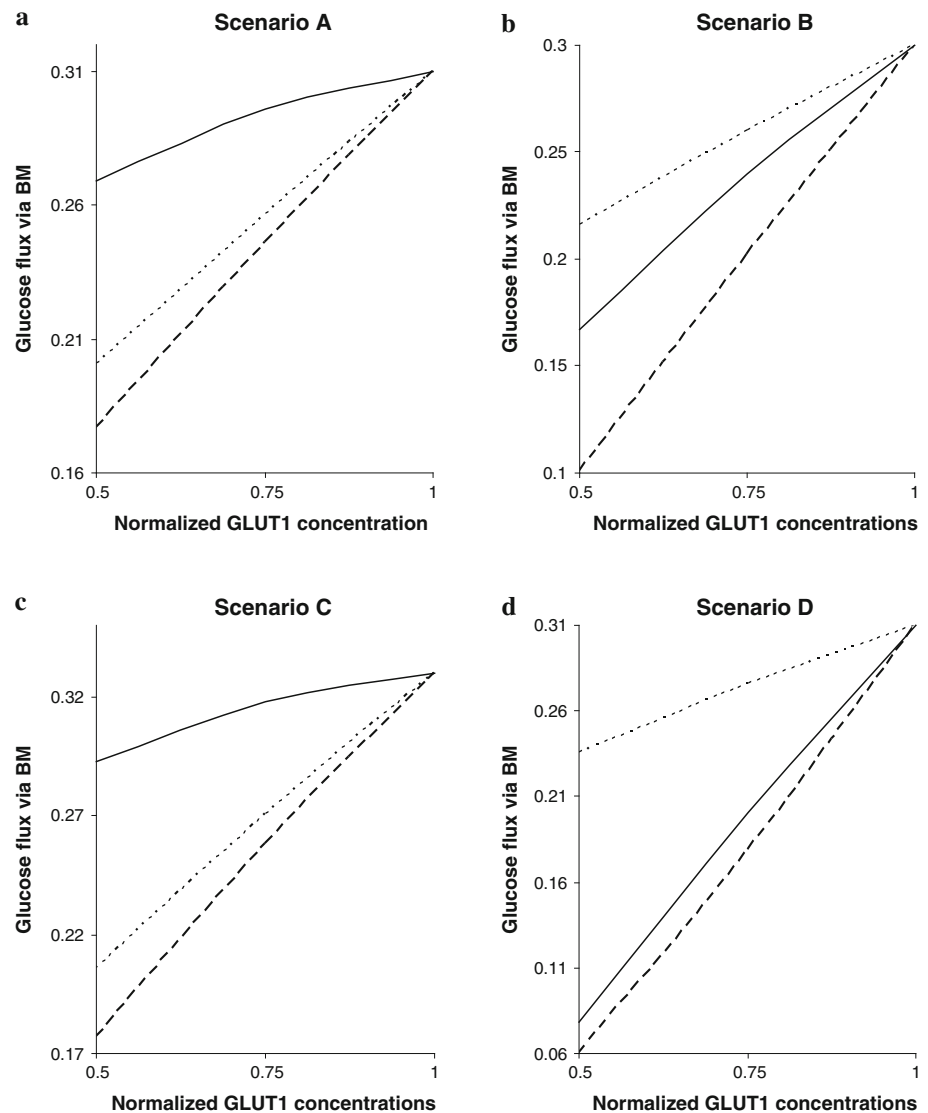 a
Scenario A
Glucose flux via BM
0.31
0.26
0.21
0.16
0.5
0.75
1
Normalized GLUT1 concentration
b
Scenario B
Glucose flux via BM
0.3
0.25
0.2
0.15
0.1
0.5
0.75
1
Normalized GLUT1 concentrations
c
Scenario C
Glucose flux via BM
0.32
0.27
0.22
0.17
0.5
0.75
1
Normalized GLUT1 concentrations
d
Scenario D
Glucose flux via BM
0.31
0.26
0.21
0.16
0.11
0.06
0.5
0.75
1
Normalized GLUT1 concentrations